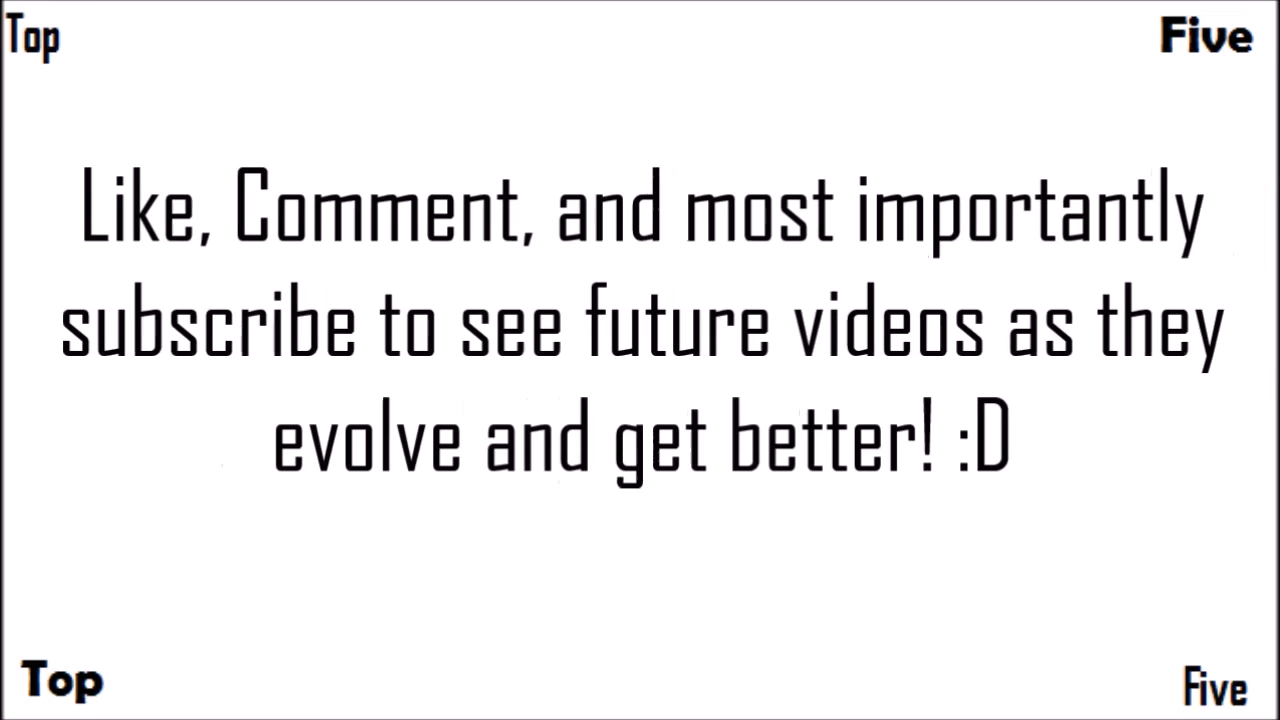 Top
Five
Like, Comment, and most importantly
subscribe to see future videos as they
evolve and get better! :D
Top
Five